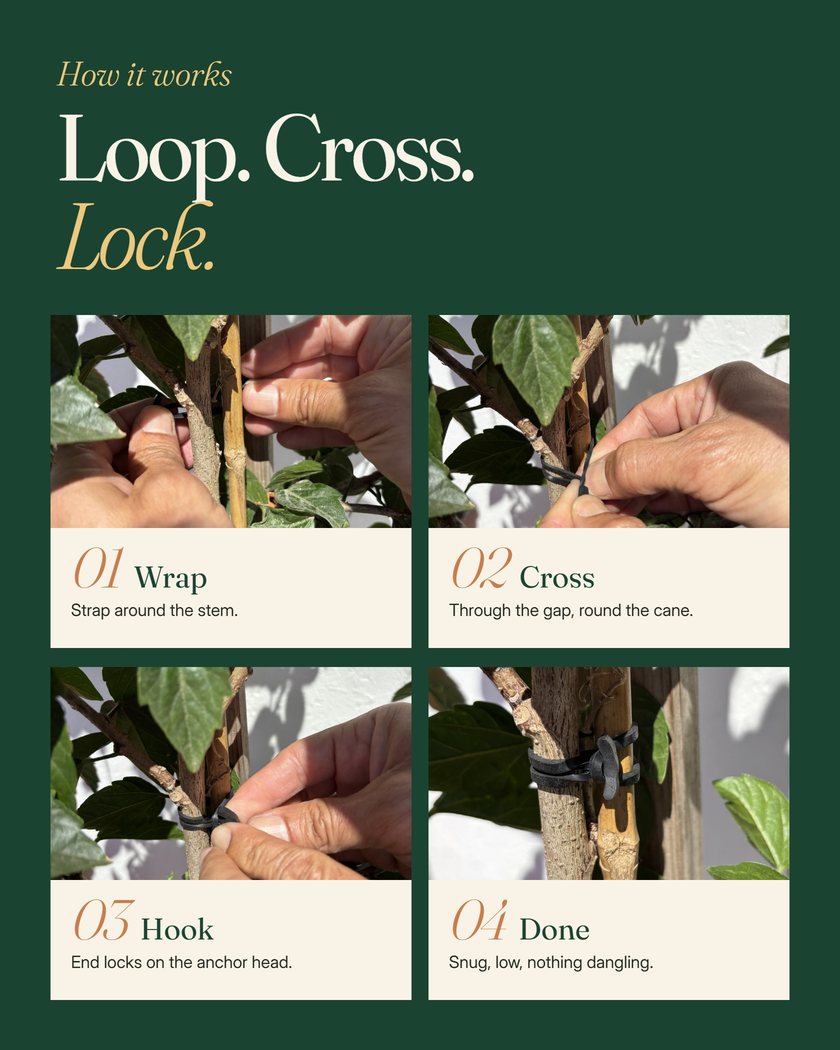 How it works
Loop. Cross.
Lock.
01 Wrap
Strap around the stem.
02 Cross
Through the gap, round the cane.
03 Hook
End locks on the anchor head.
04 Done
Snug, low, nothing dangling.